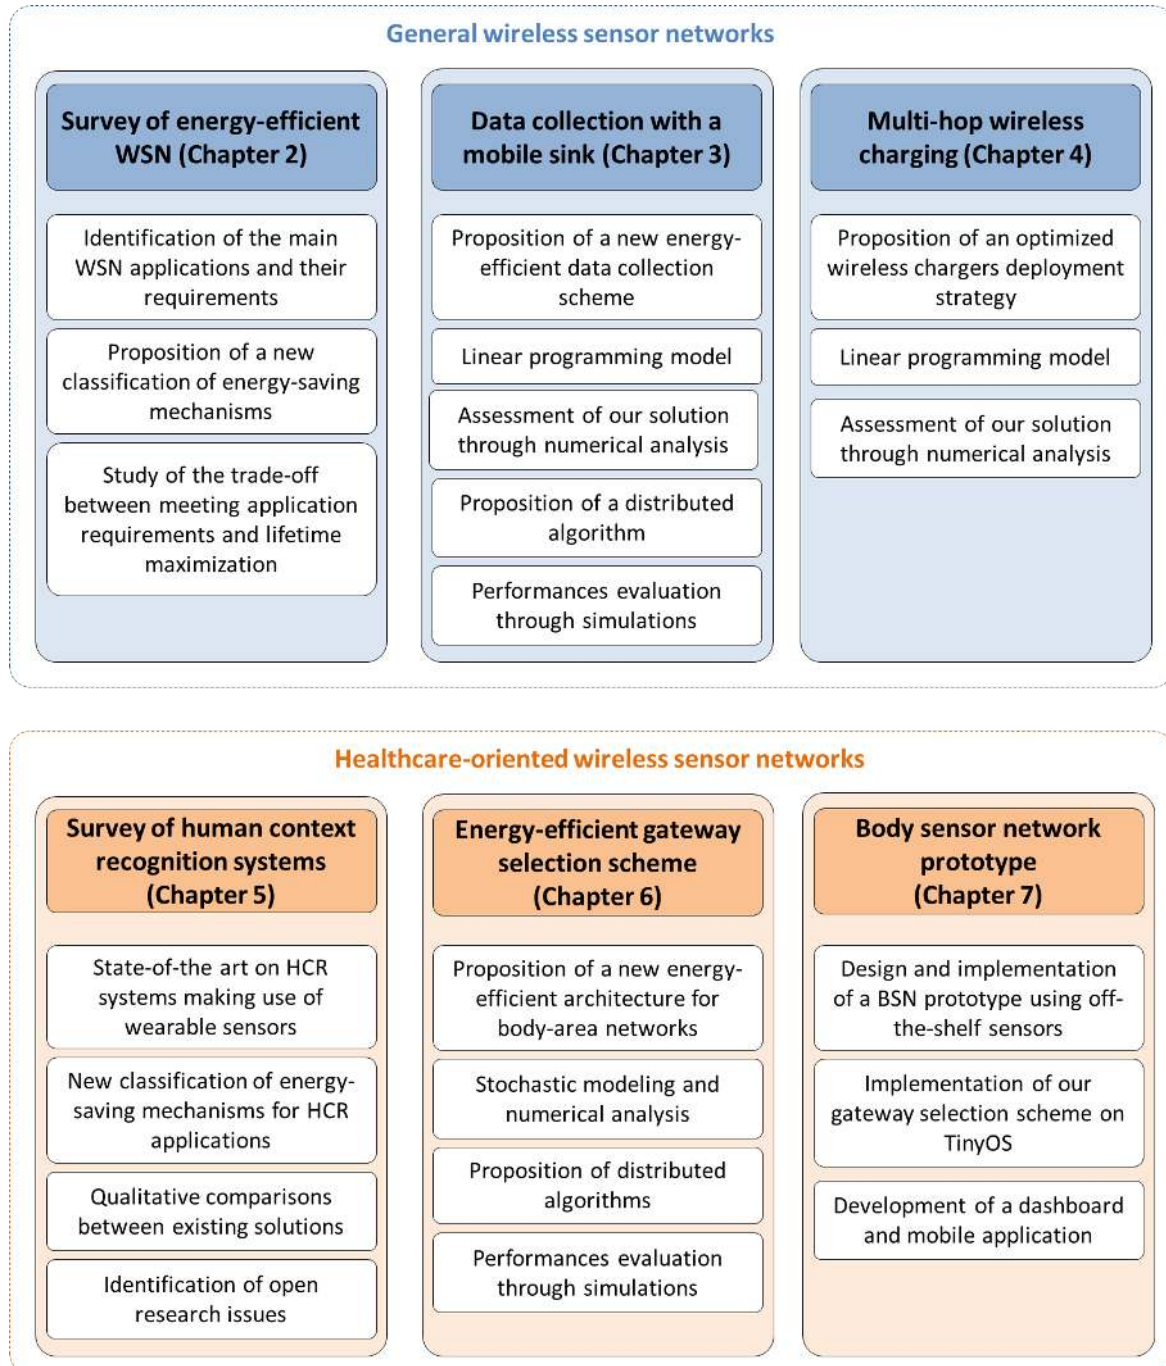 General wireless sensor networks
Survey of energy-efficient
WSN (Chapter 2)
Identification of the main
WSN applications and their
requirements
Proposition of a new
classification of energy-saving
mechanisms
Study of the trade-off
between meeting application
requirements and lifetime
maximization
Data collection with a
mobile sink (Chapter 3)
Proposition of a new energy-
efficient data collection
scheme
Linear programming model
Assessment of our solution
through numerical analysis
Proposition of a distributed
algorithm
Performances evaluation
through simulations
Multi-hop wireless
charging (Chapter 4)
Proposition of an optimized
wireless chargers deployment
strategy
Linear programming model
Assessment of our solution
through numerical analysis
Healthcare-oriented wireless sensor networks
Survey of human context
recognition systems
(Chapter 5)
State-of-the art on HCR
systems making use of
wearable sensors
New classification of energy-
saving mechanisms for HCR
applications
Qualitative comparisons
between existing solutions
Identification of open
research issues
Energy-efficient gateway
selection scheme
(Chapter 6)
Proposition of a new energy-
efficient architecture for
body-area networks
Stochastic modeling and
numerical analysis
Proposition of distributed
algorithms
Performances evaluation
through simulations
Body sensor network
prototype
(Chapter 7)
Design and implementation
of a BSN prototype using off-
the-shelf sensors
Implementation of our
gateway selection scheme on
TinyOS
Development of a dashboard
and mobile application